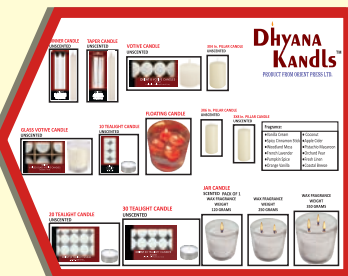 DHYANA
KANDLS ™
PRODUCT FROM ORIENT PRESS LTD.
DINNER CANDLE
UNSCENTED
TAPER CANDLE
UNSCENTED
VOTIVE CANDLE
UNSCENTED
PILLAR CANDLE
UNSCENTED
GLASS VOTIVE CANDLE
UNSCENTED
10 TEALIGHT CANDLE
UNSCENTED
FLOATING CANDLE
PILLAR CANDLE
UNSCENTED
PILLAR CANDLE
UNSCENTED
Fragrance:
Vanilla Cream
Spicy Cinnamon Stick
Woodland Moss
French Lavender
Pumpkin Spice
Orange Vanilla
Coconut
Apple Cider
Pistachio Macaroon
Orchard Pear
Fresh Linen
Coastal Breeze
20 TEALIGHT CANDLE
UNSCENTED
30 TEALIGHT CANDLE
UNSCENTED
JAR CANDLE
SCENTED PACK OF 1
WAX FRAGRANCE
WEIGHT
120 GRAMS
WAX FRAGRANCE
WEIGHT
250 GRAMS
WAX FRAGRANCE
WEIGHT
350 GRAMS